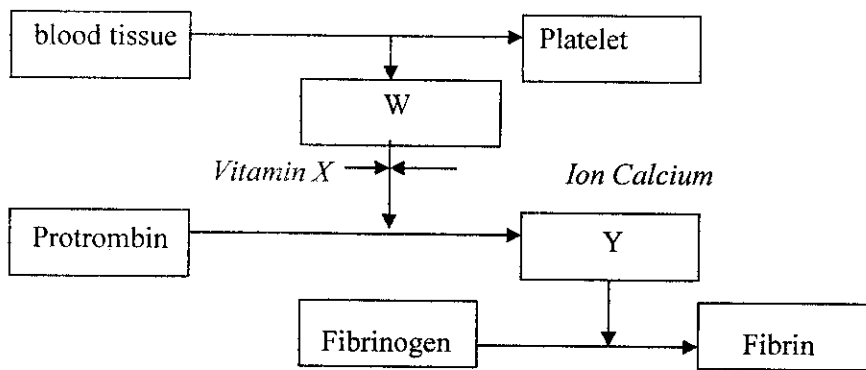 blood tissue
Platelet
W
Vitamin X
Ion Calcium
Protrombin
Y
Fibrinogen
Fibrin